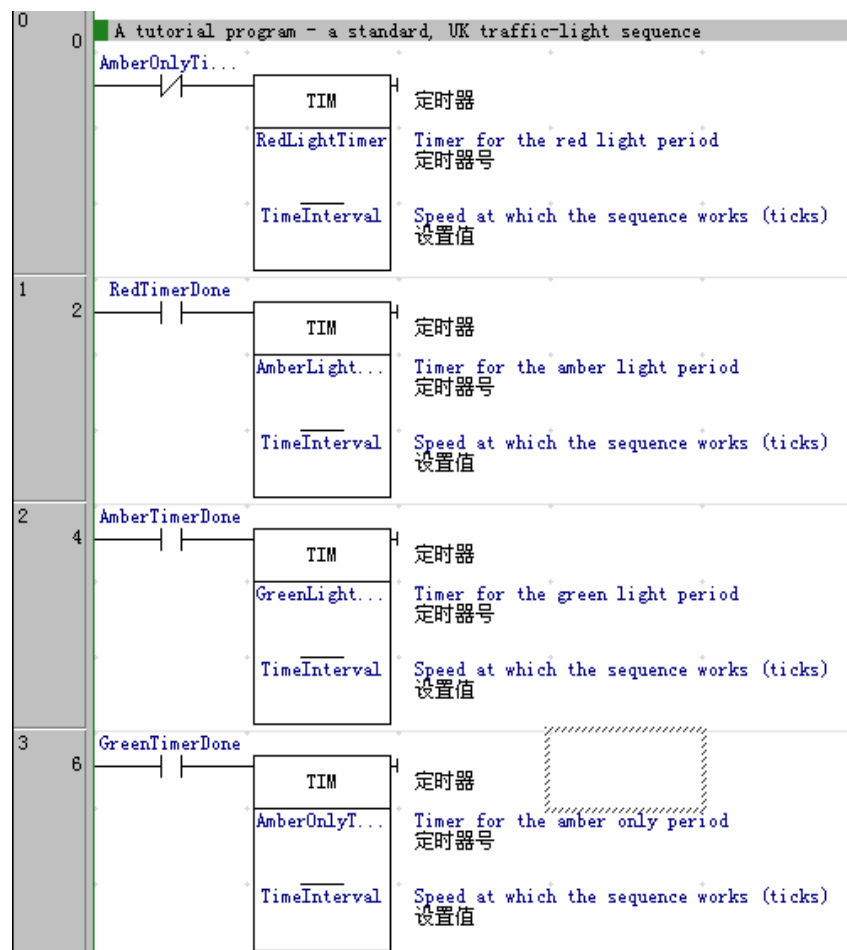 0
0
A tutorial program - a standard, UK traffic-light sequence
AmberOnlyTi...
TIM
定时器
RedLightTimer
Timer for the red light period
定时器号
TimeInterval
Speed at which the sequence works (ticks)
设置值
1
2
RedTimerDone
TIM
定时器
AmberLight...
Timer for the amber light period
定时器号
TimeInterval
Speed at which the sequence works (ticks)
设置值
2
4
AmberTimerDone
TIM
定时器
GreenLight...
Timer for the green light period
定时器号
TimeInterval
Speed at which the sequence works (ticks)
设置值
3
6
GreenTimerDone
TIM
定时器
AmberOnlyT...
Timer for the amber only period
定时器号
TimeInterval
Speed at which the sequence works (ticks)
设置值